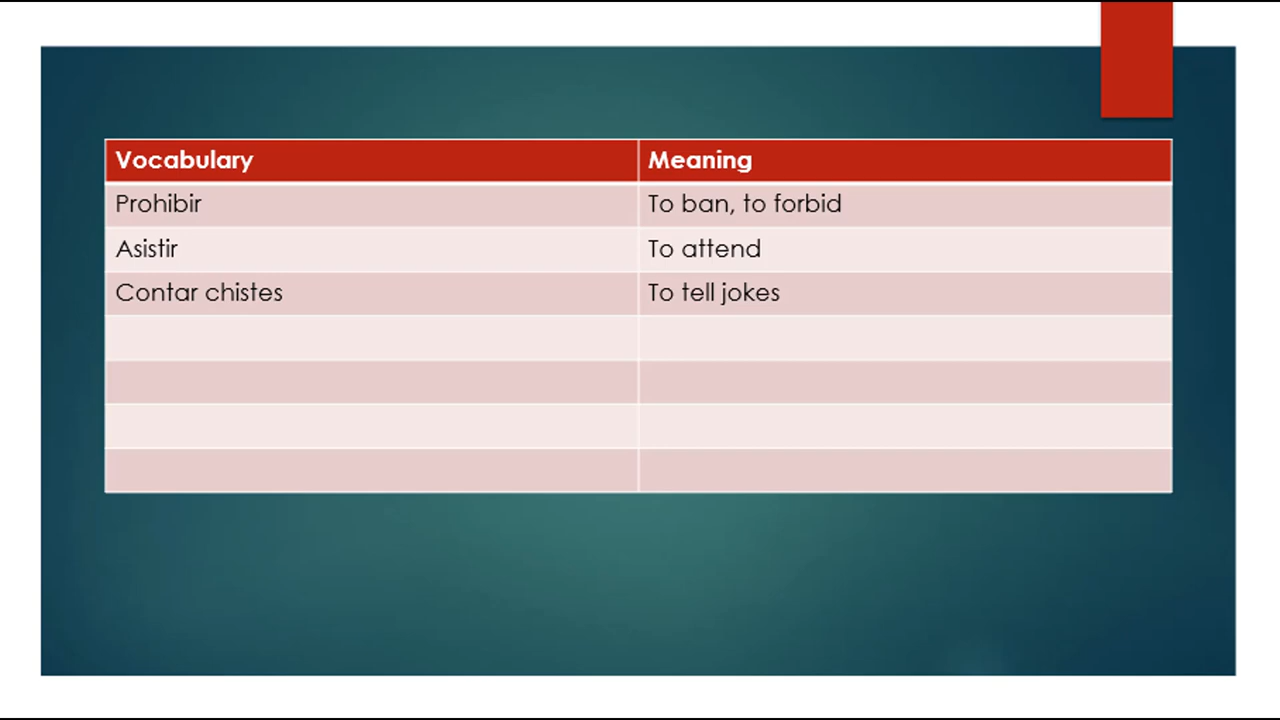 Vocabulary Meaning
Prohibir To ban, to forbid
Asistir To attend
Contar chistes To tell jokes